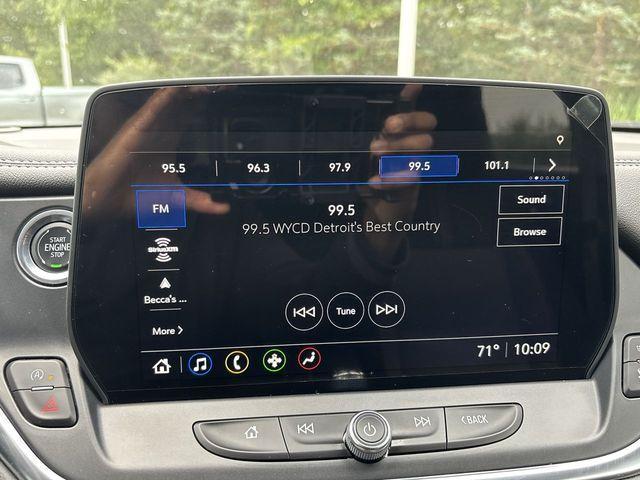 95.5 96.3 97.9 99.5 101.1
FM
99.5
99.5 WYCD Detroit's Best Country
Sound
Browse
SiriusXM
Becca's ...
More
Tune
71° 10:09
START
ENGINE
STOP
BACK